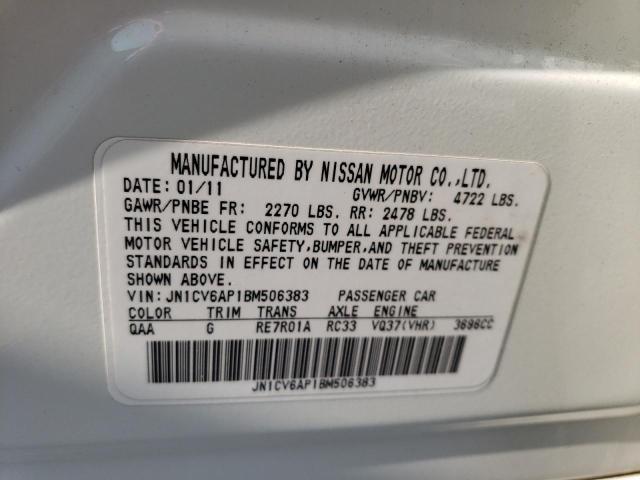 MANUFACTURED BY NISSAN MOTOR CO.,LTD.
DATE: 01/11 GVWR/PNBV: 4722 LBS.
GAWR/PNBE FR: 2270 LBS. RR: 2478 LBS.
THIS VEHICLE CONFORMS TO ALL APPLICABLE FEDERAL
MOTOR VEHICLE SAFETY,BUMPER,AND THEFT PREVENTION
STANDARDS IN EFFECT ON THE DATE OF MANUFACTURE
SHOWN ABOVE.
VIN: JN1CV6AP1BM506383 PASSENGER CAR
COLOR TRIM TRANS AXLE ENGINE
QAA G RE7R01A RC33 VQ37(VHR) 3696CC
JN1CV6AP1BM506383